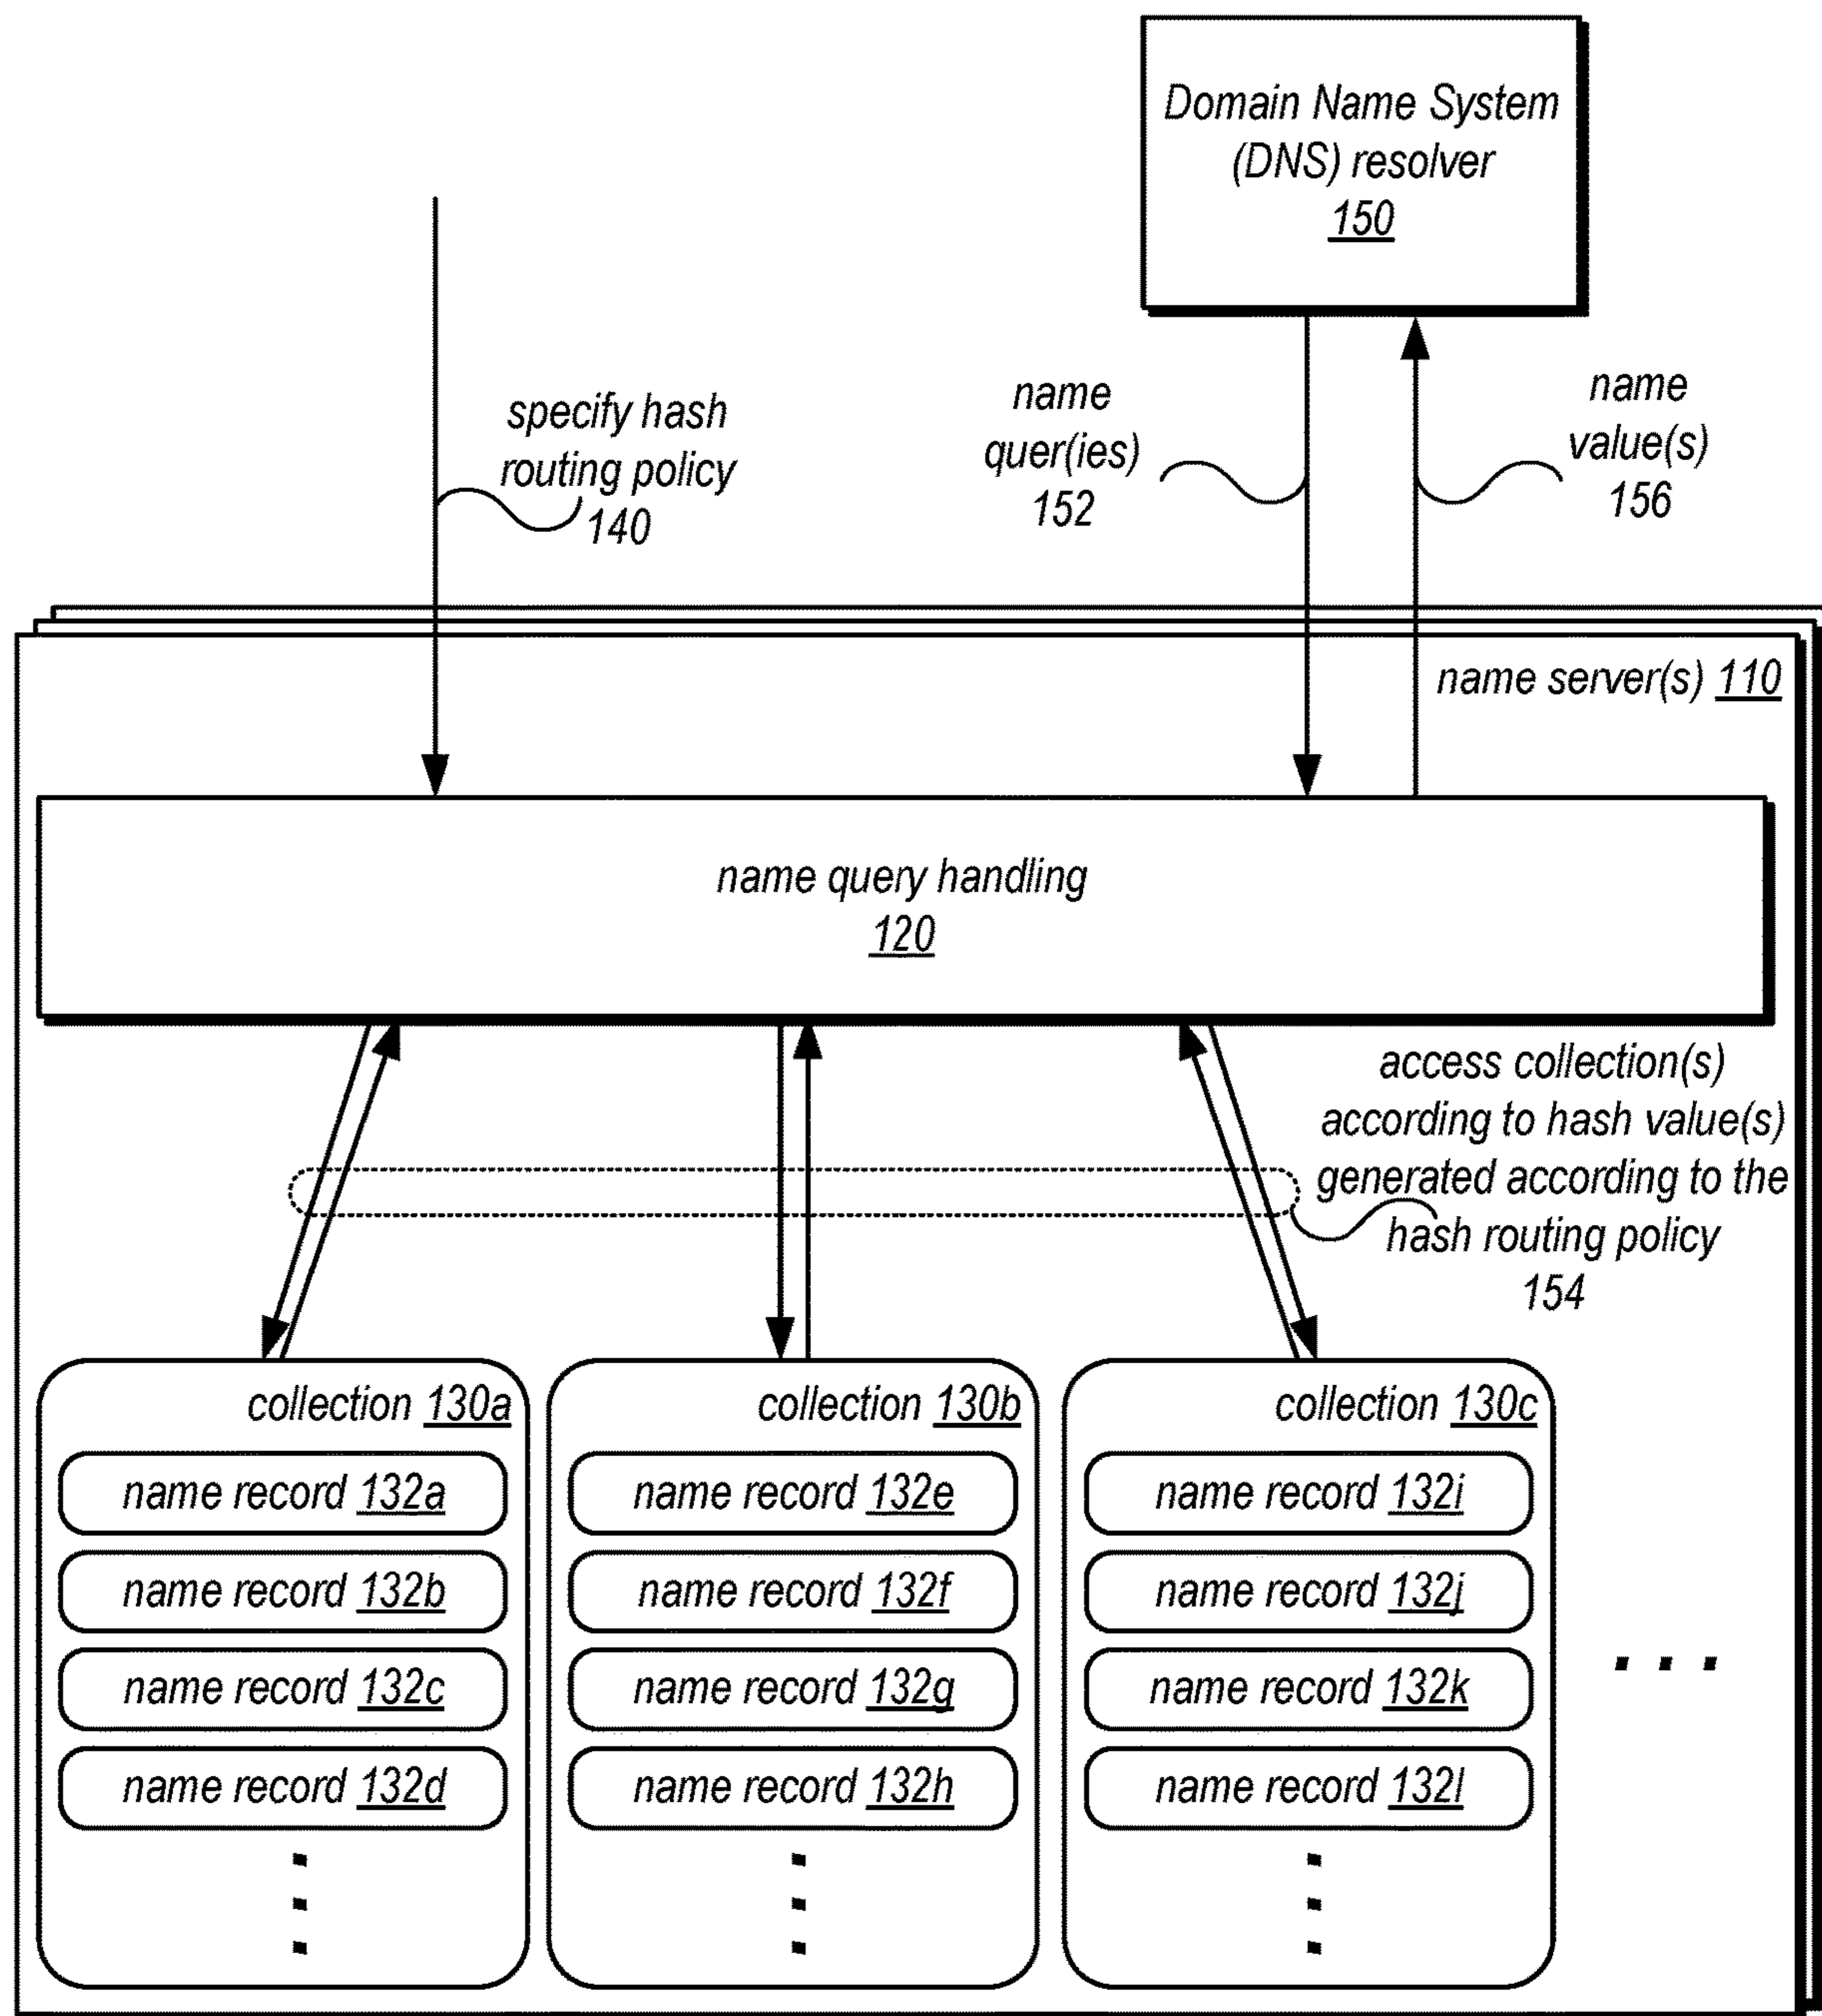 Domain Name System
(DNS) resolver
150
specify hash
routing policy
140
name
quer(ies)
152
name
value(s)
156
name server(s) 110
name query handling
120
access collection(s)
according to hash value(s)
generated according to the
hash routing policy
154
collection 130a
name record 132a
name record 132b
name record 132c
name record 132d
collection 130b
name record 132e
name record 132f
name record 132g
name record 132h
collection 130c
name record 132i
name record 132j
name record 132k
name record 132l